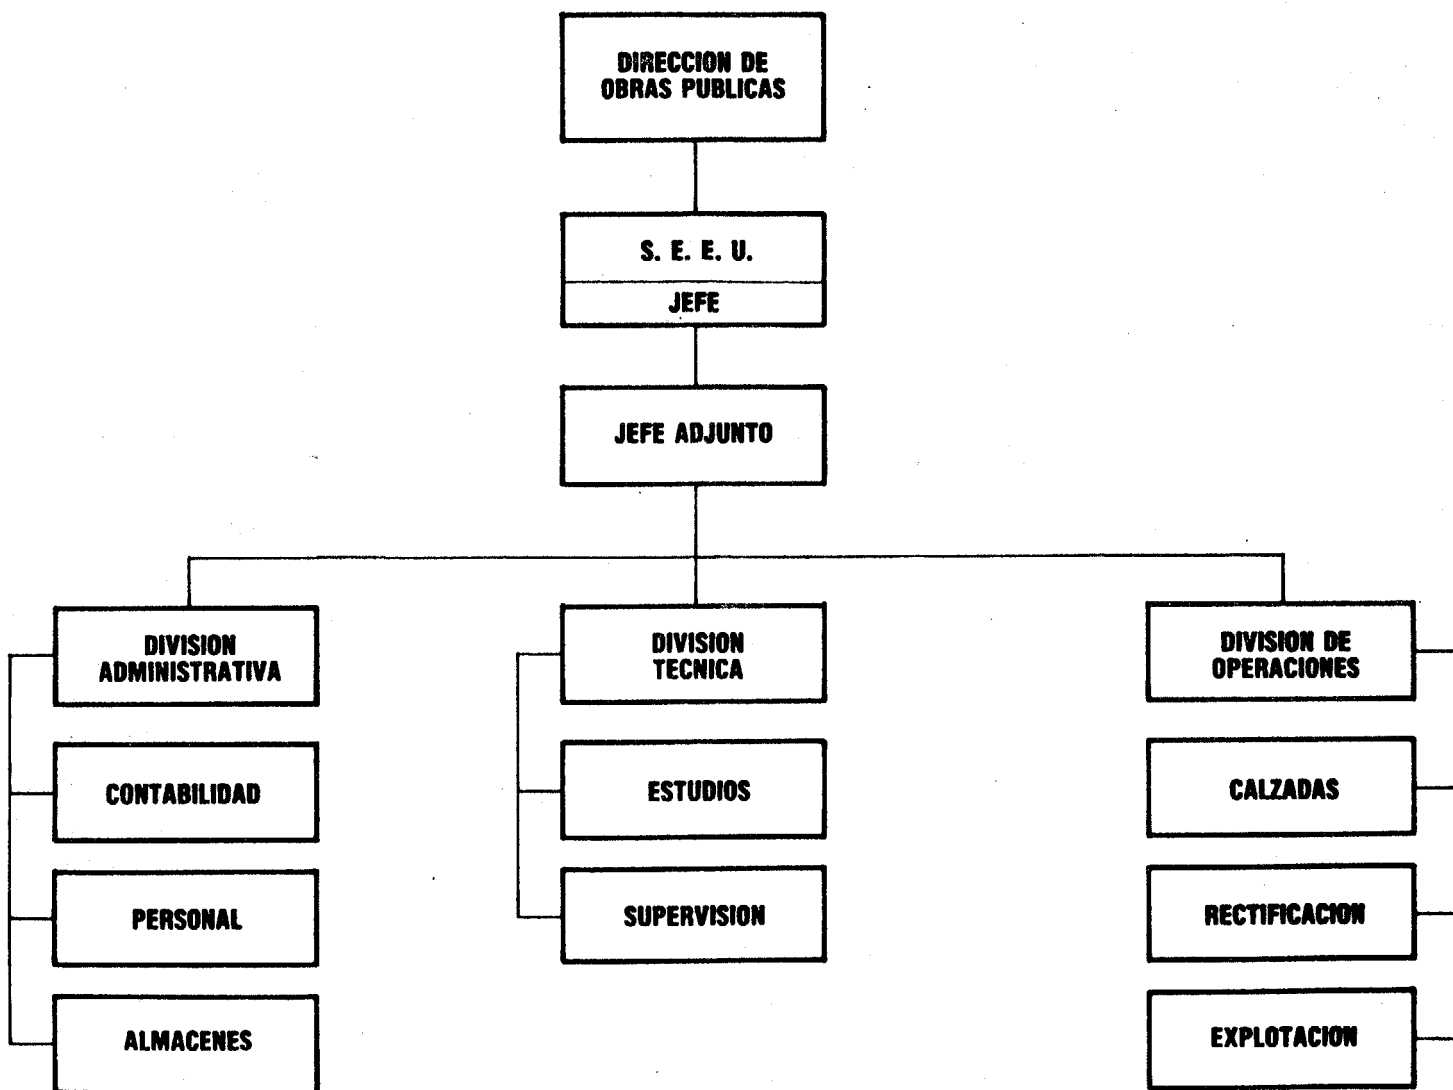 DIRECCION DE
OBRAS PUBLICAS
S. E. E. U.
JEFE
JEFE ADJUNTO
DIVISION
ADMINISTRATIVA
CONTABILIDAD
PERSONAL
ALMACENES
DIVISION
TECNICA
ESTUDIOS
SUPERVISION
DIVISION DE
OPERACIONES
CALZADAS
RECTIFICACION
EXPLOTACION